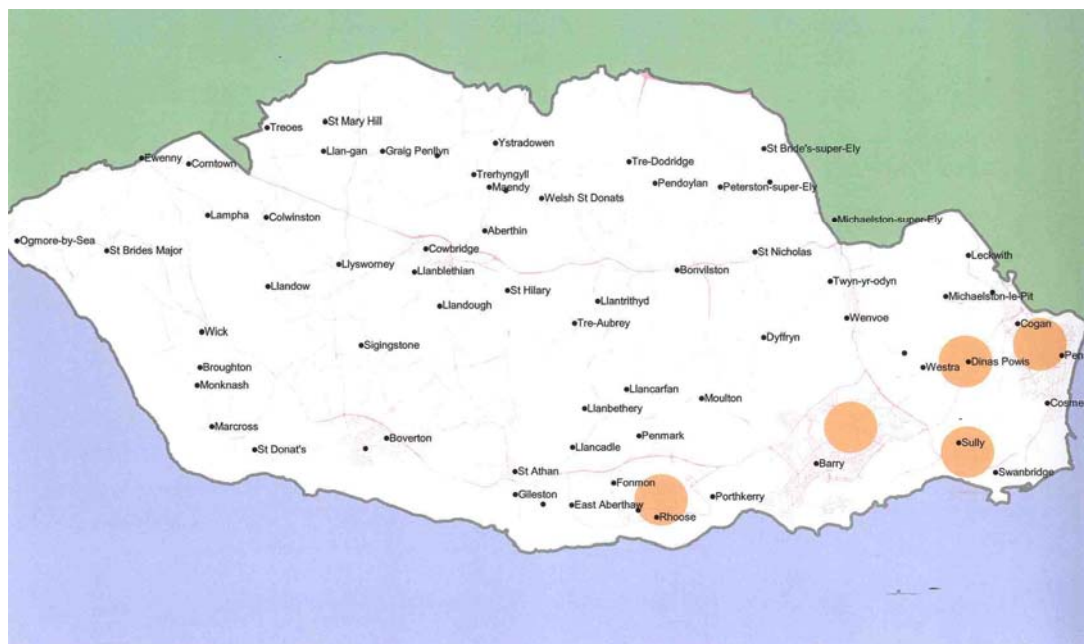 Treoes
St Mary Hill
Ystradowen
St Bride's-super-Ely
Llan-gan
Graig Penllyn
Ewenny
Corntown
Tre-Dodridge
Trerhyngyll
Maendy
Pendoylan
Peterston-super-Ely
Welsh St Donats
Lampha
Colwinston
Michaelston-super-Ely
Aberthin
Ogmore-by-Sea
St Brides Major
Cowbridge
St Nicholas
Leckwith
Llysworney
Llanblethian
Bonvilston
Llandow
St Hilary
Twyn-yr-odyn
Llandough
Llantrithyd
Michaelston-le-Pit
Wick
Tre-Aubrey
Wenvoe
Cogan
Sigingstone
Dyffryn
Pen
Broughton
Westra
Dinas Powis
Monknash
Llancarfan
Moulton
Cosme
Llanbethery
Marcross
Boverton
Penmark
St Donat's
Llancadle
Sully
St Athan
Barry
Swanbridge
Fonmon
Gileston
East Aberthaw
Porthkerry
Rhoose